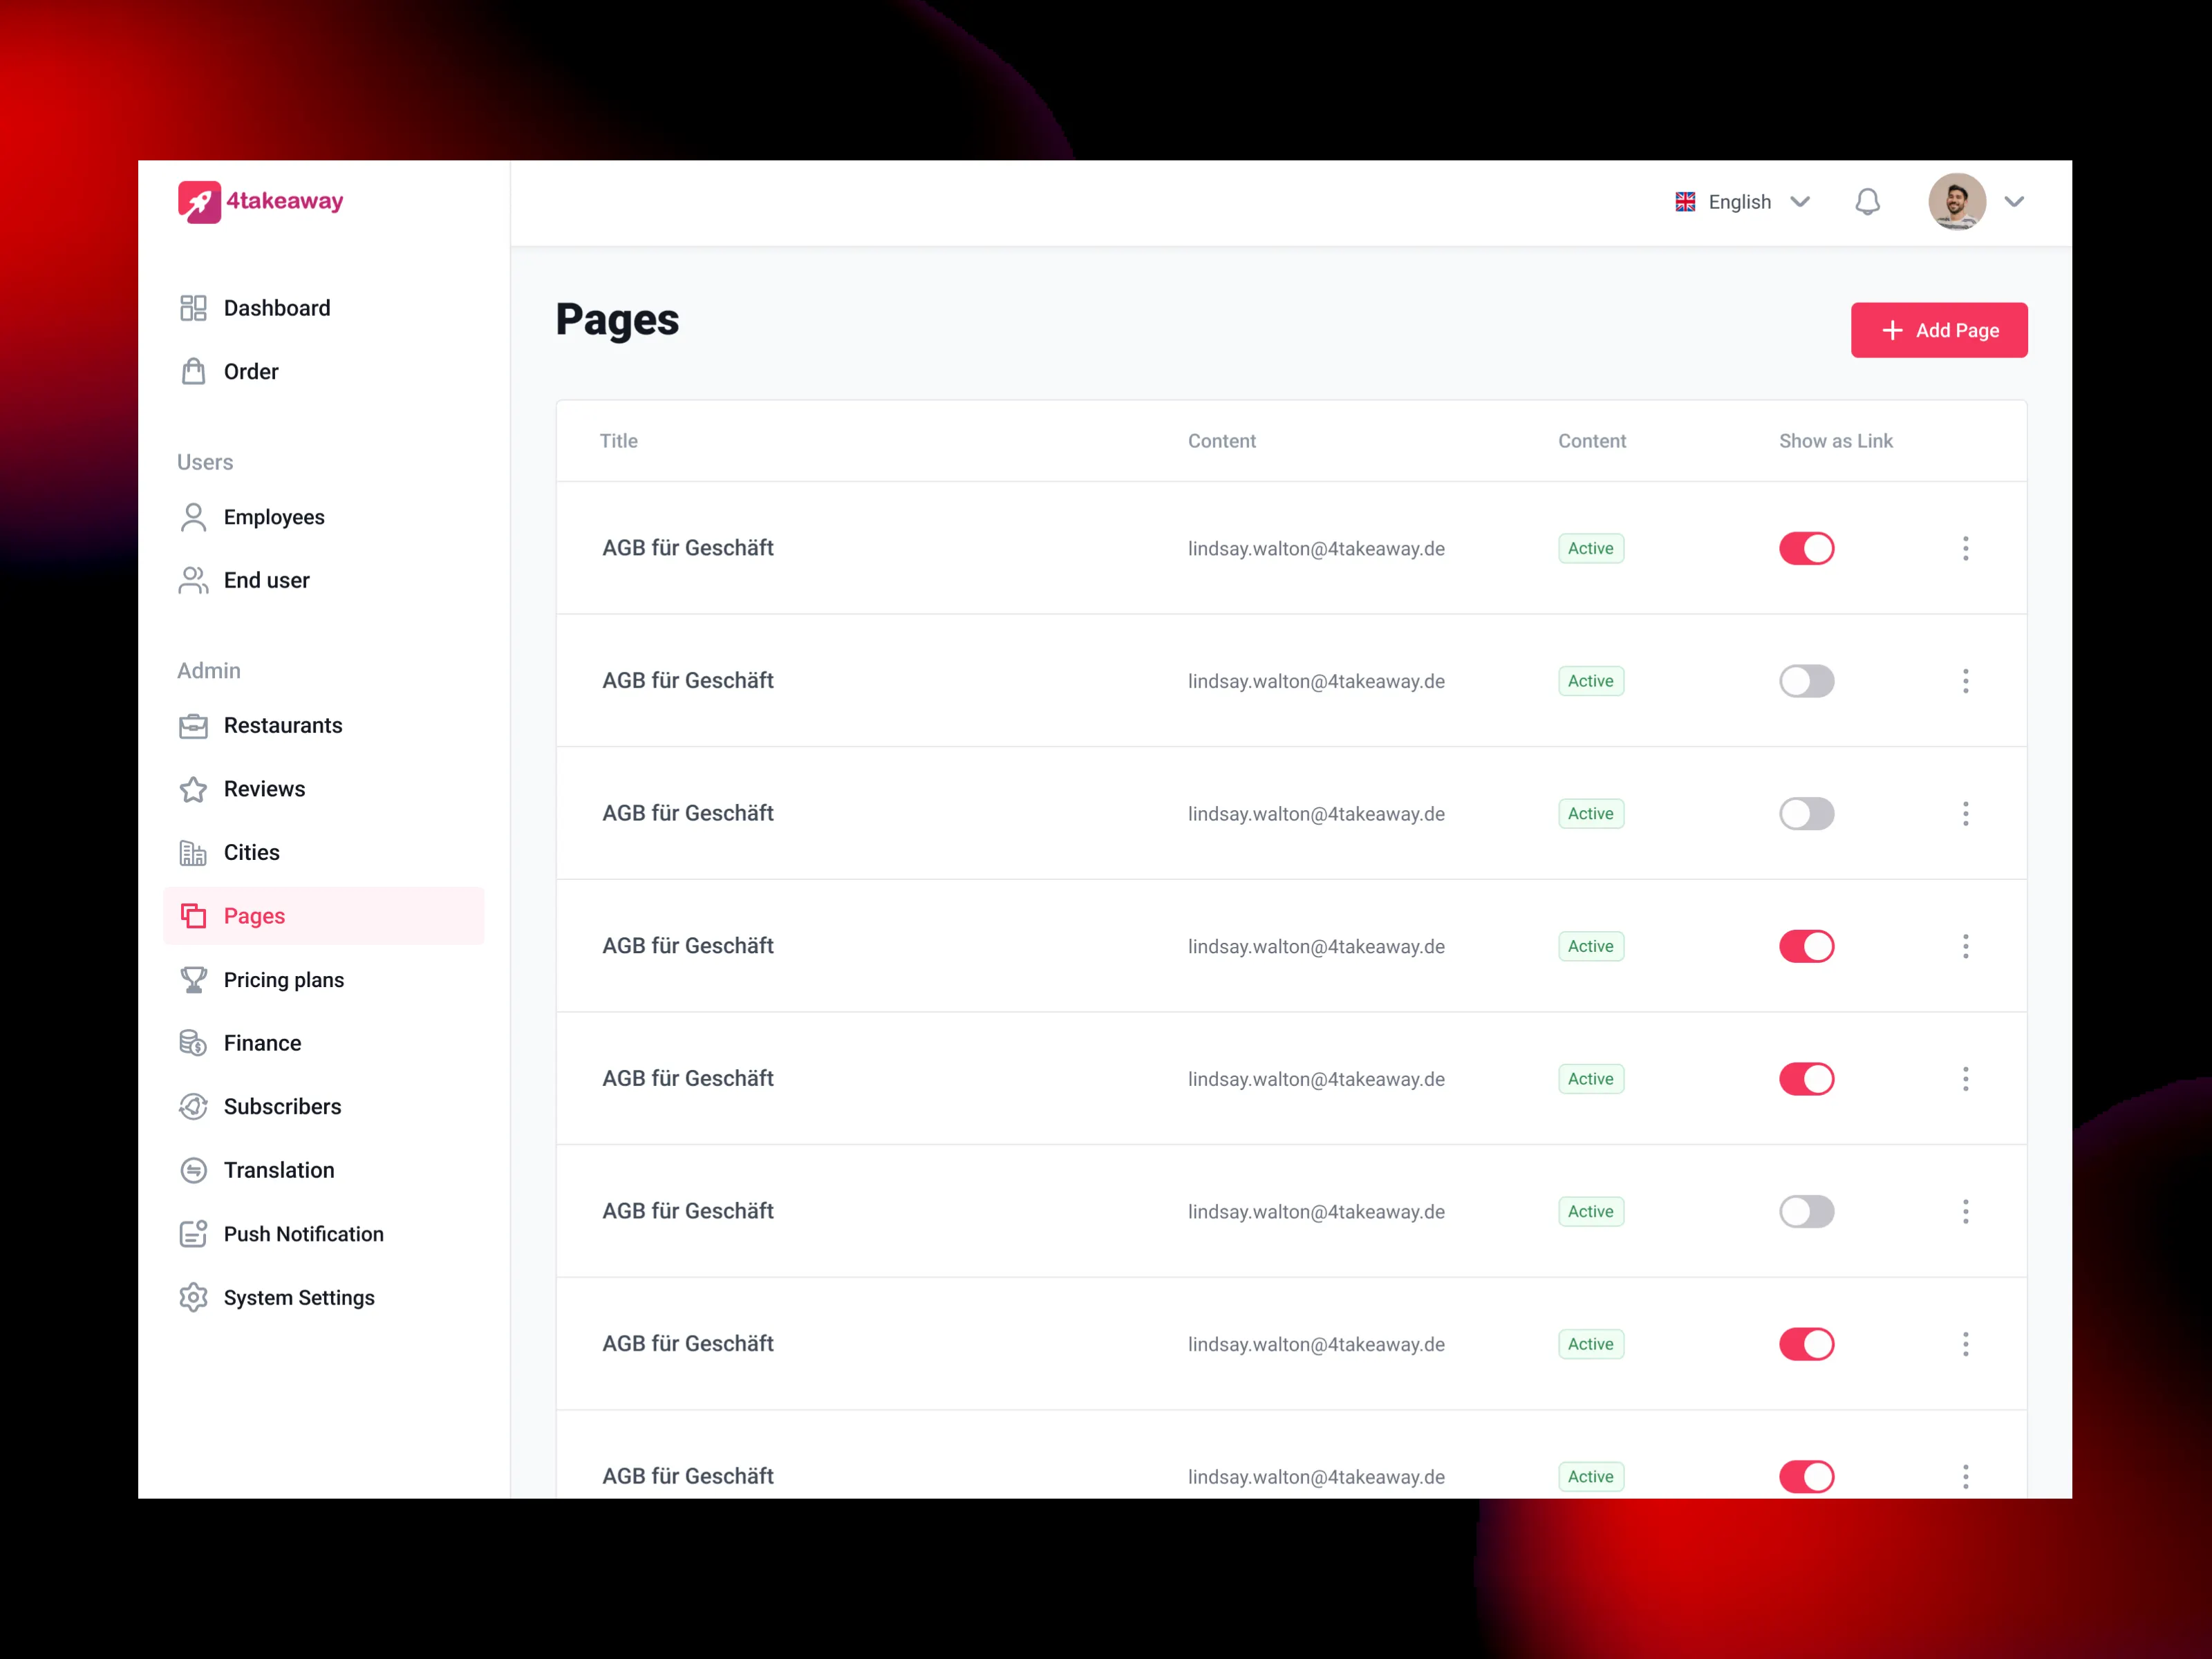 4takeaway
English
Dashboard
Order
Users
Employees
End user
Admin
Restaurants
Reviews
Cities
Pages
Pricing plans
Finance
Subscribers
Translation
Push Notification
System Settings
Pages
Add Page
Title Content Content Show as Link
AGB für Geschäft lindsay.walton@4takeaway.de Active
AGB für Geschäft lindsay.walton@4takeaway.de Active
AGB für Geschäft lindsay.walton@4takeaway.de Active
AGB für Geschäft lindsay.walton@4takeaway.de Active
AGB für Geschäft lindsay.walton@4takeaway.de Active
AGB für Geschäft lindsay.walton@4takeaway.de Active
AGB für Geschäft lindsay.walton@4takeaway.de Active
AGB für Geschäft lindsay.walton@4takeaway.de Active